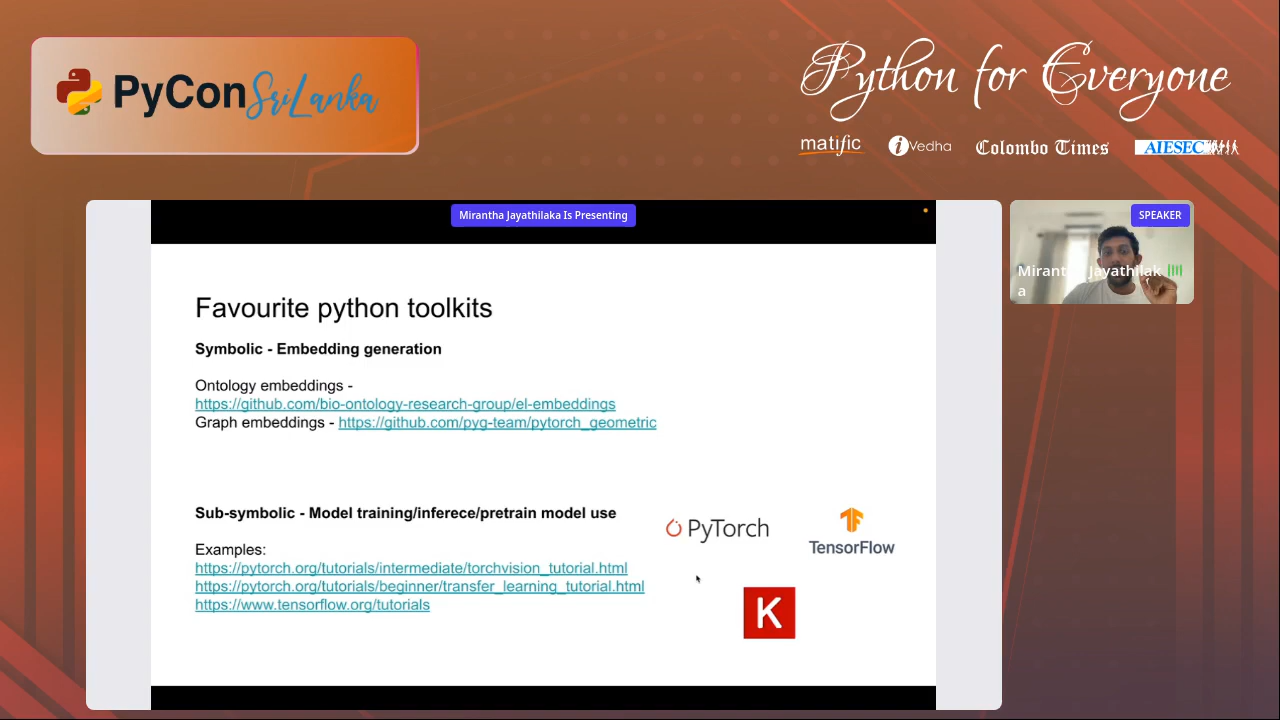 PyCon SriLanka
Python for Everyone
matific
iVedha
Colombo Times
AIESEC
Mirantha Jayathilaka Is Presenting
SPEAKER
Mirantha Jayathilak
a
Favourite python toolkits
Symbolic - Embedding generation
Ontology embeddings -
https://github.com/bio-ontology-research-group/el-embeddings
Graph embeddings - https://github.com/pyg-team/pytorch_geometric
Sub-symbolic - Model training/inferece/pretrain model use
Examples:
https://pytorch.org/tutorials/intermediate/torchvision_tutorial.html
https://pytorch.org/tutorials/beginner/transfer_learning_tutorial.html
https://www.tensorflow.org/tutorials
PyTorch
TensorFlow
K